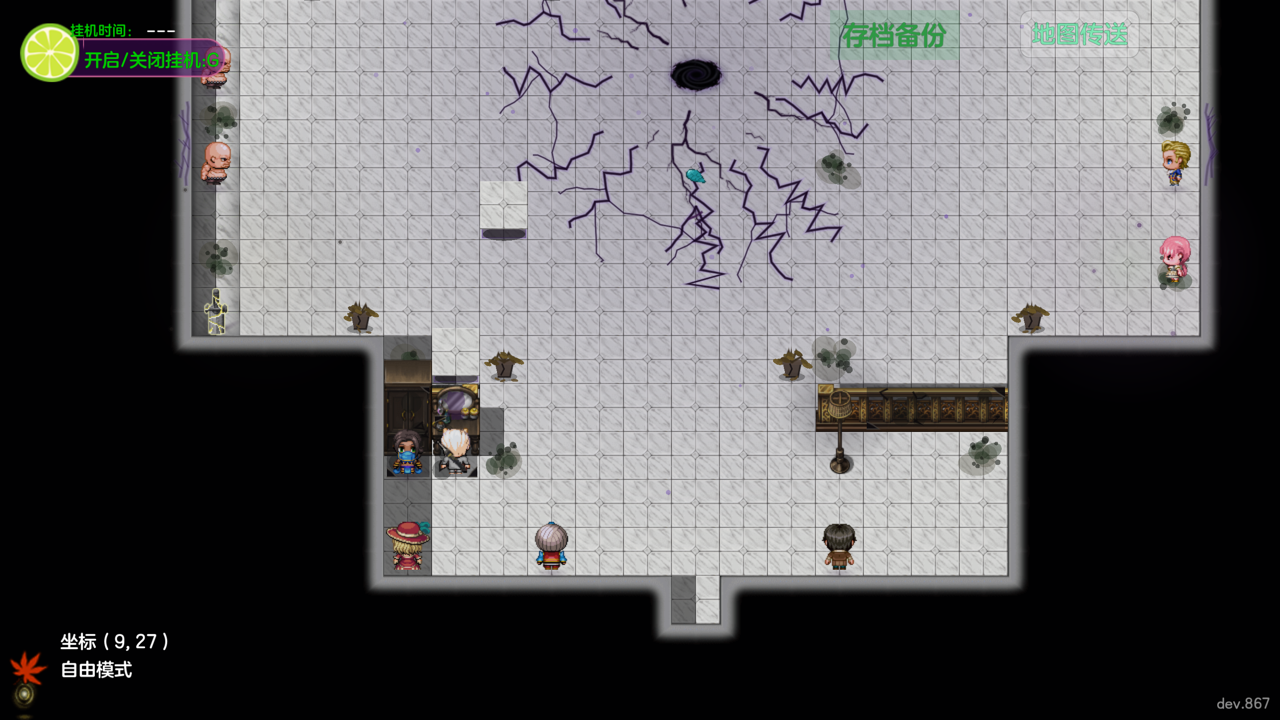 挂机时间: ---
开启/关闭挂机:G
存档备份
地图传送
坐标 ( 9, 27 )
自由模式
dev.867